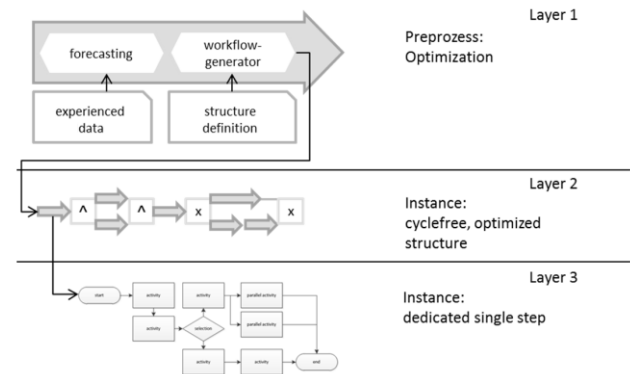 Layer 1
Preprozess:
Optimization
forecasting
workflow-
generator
experienced
data
structure
definition
Layer 2
Instance:
cyclefree, optimized
structure
^
^
x
x
Layer 3
Instance:
dedicated single step
start
activity
activity
parallel activity
activity
selection
parallel activity
activity
activity
end